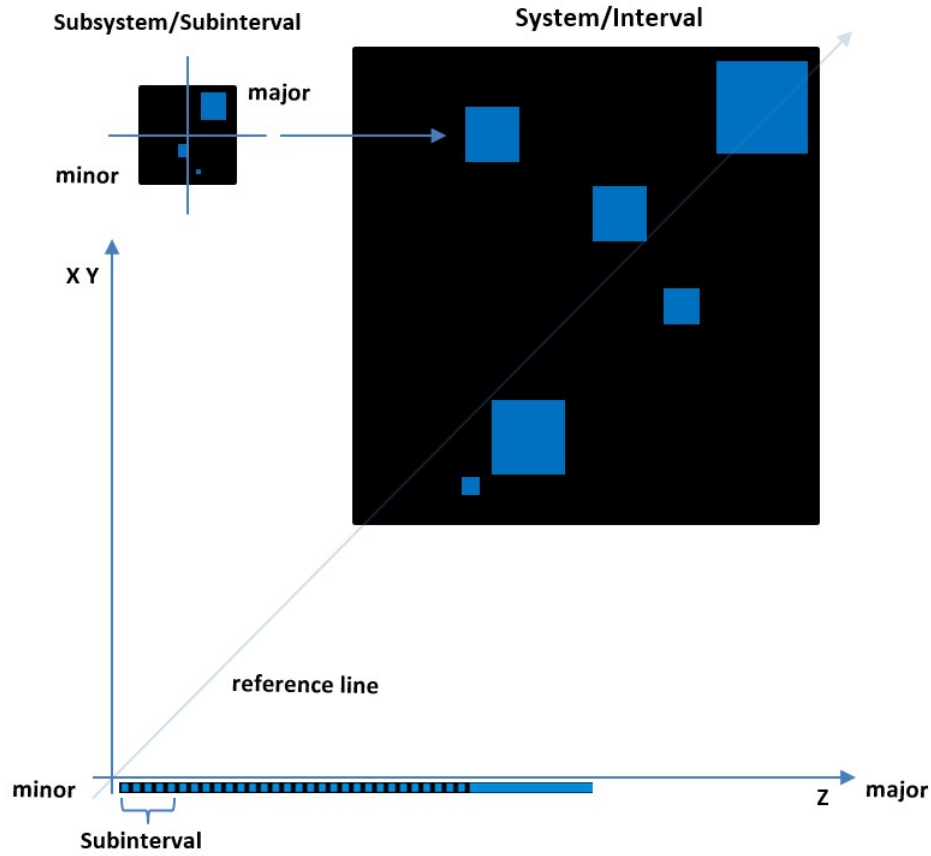 Subsystem/Subinterval
System/Interval
major
minor
X Y
reference line
minor
Z
major
Subinterval